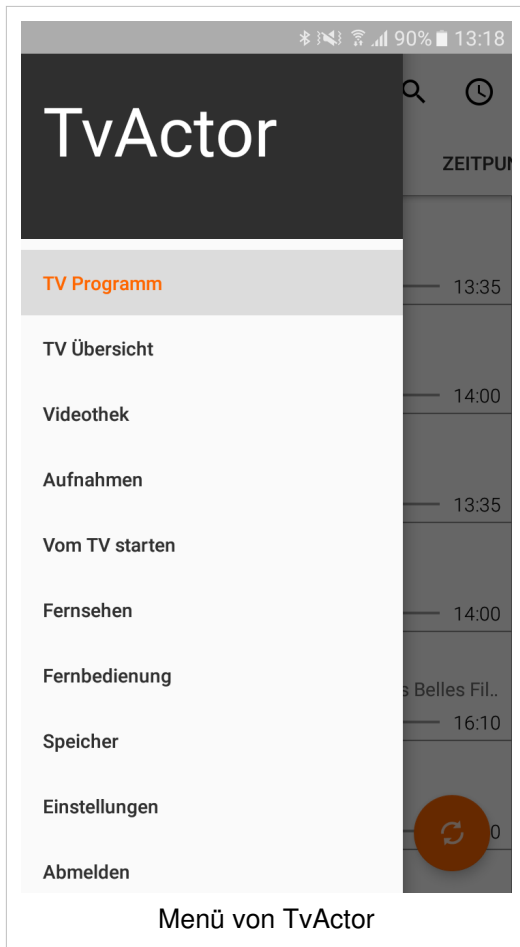 90% 13:18
TvActor
ZEITPUN
TV Programm
13:35
TV Übersicht
14:00
Videothek
Aufnahmen
13:35
Vom TV starten
Fernsehen
14:00
Fernbedienung
s Belles Fil..
16:10
Speicher
Einstellungen
0
Abmelden
Menü von TvActor